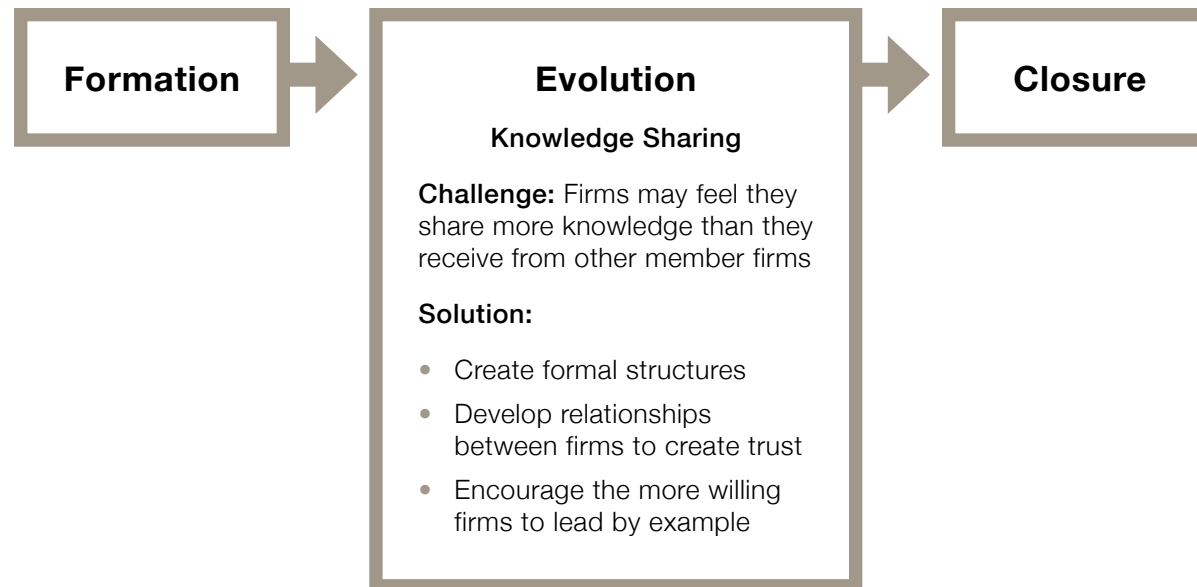 Formation
Evolution
Knowledge Sharing
Challenge: Firms may feel they
share more knowledge than they
receive from other member firms
Solution:
• Create formal structures
• Develop relationships
between firms to create trust
• Encourage the more willing
firms to lead by example
Closure